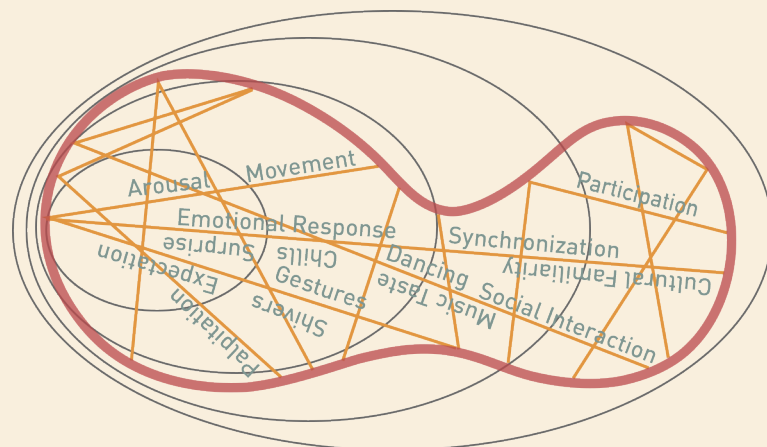 Arousal
Movement
Participation
Emotional Response
Synchronization
Surprise
Chills
Expectation
Dancing
Cultural Familiarity
Gestures
Music Taste
Social Interaction
Shivers
Palpitation